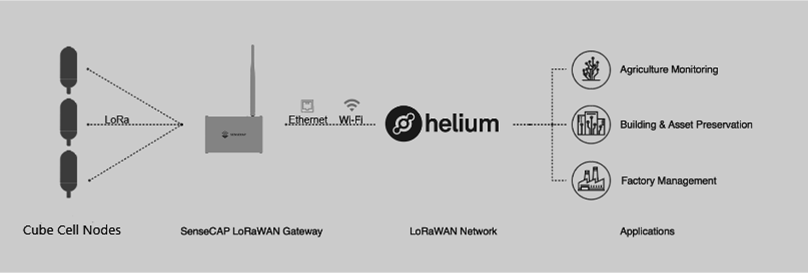 LoRa
Ethernet Wi-Fi
helium
Agriculture Monitoring
Building & Asset Preservation
Factory Management
Cube Cell Nodes
SenseCAP LoRaWAN Gateway
LoRaWAN Network
Applications